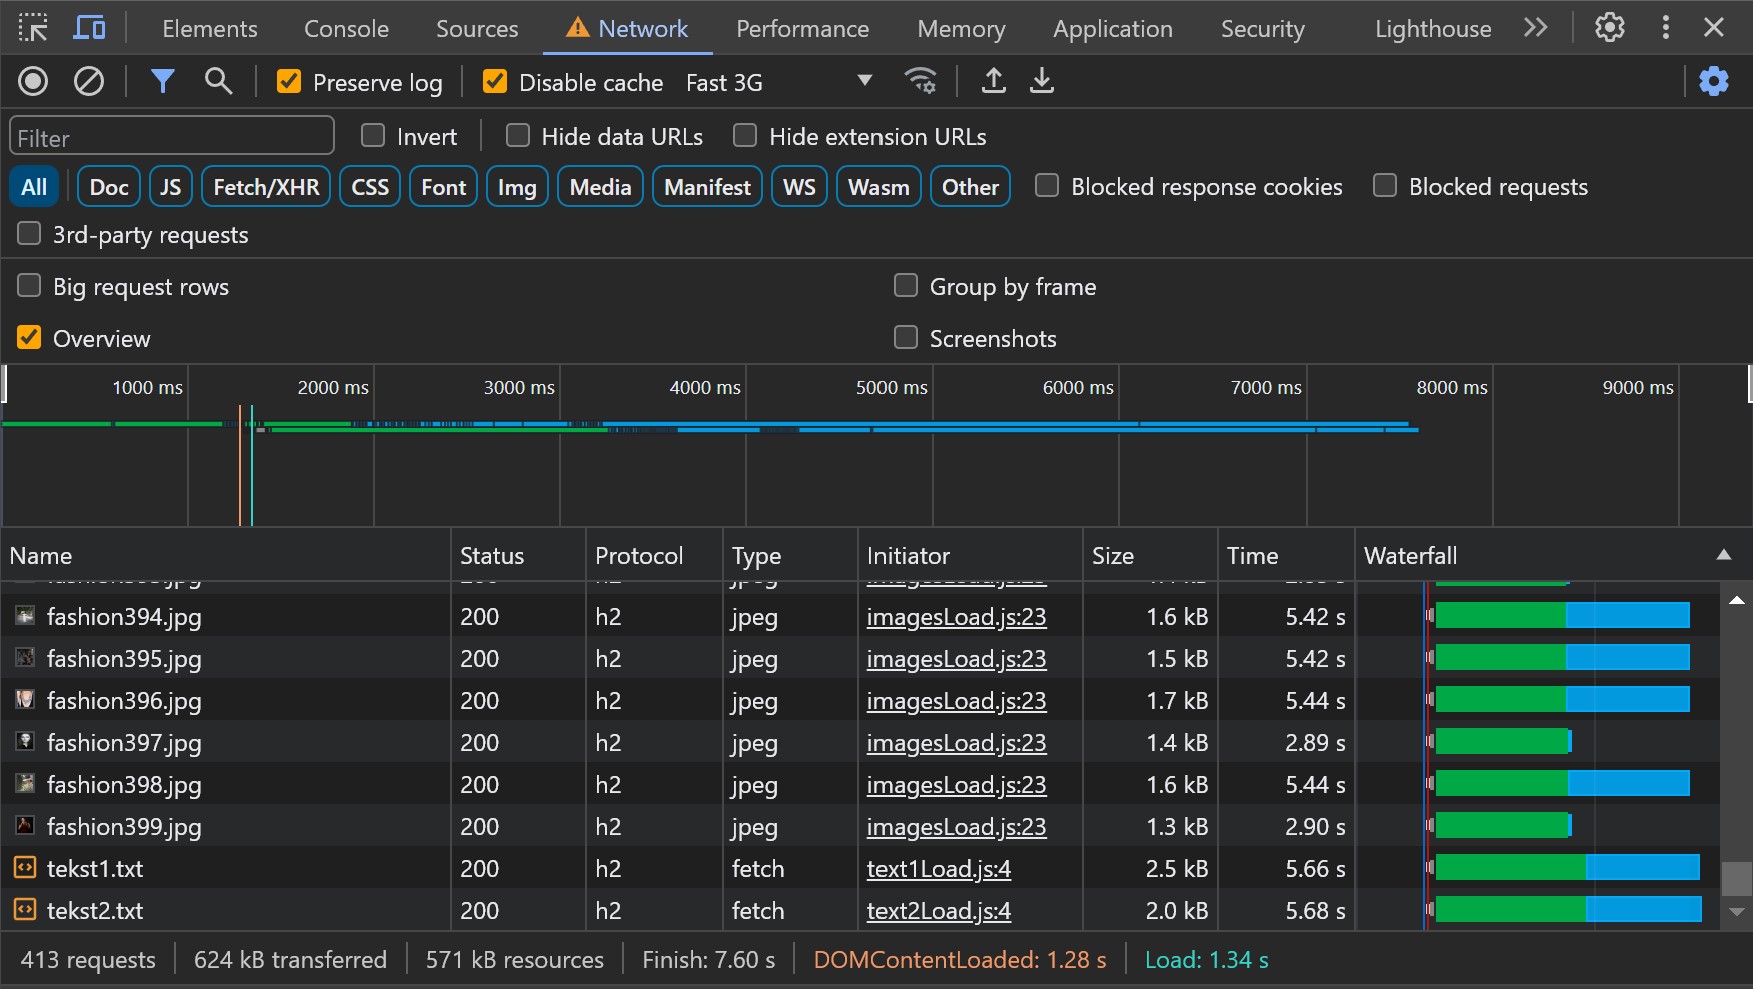 Elements Console Sources Network Performance Memory Application Security Lighthouse
Preserve log Disable cache Fast 3G
Filter Invert Hide data URLs Hide extension URLs
All Doc JS Fetch/XHR CSS Font Img Media Manifest WS Wasm Other Blocked response cookies Blocked requests
3rd-party requests
Big request rows Group by frame
Overview Screenshots
1000 ms 2000 ms 3000 ms 4000 ms 5000 ms 6000 ms 7000 ms 8000 ms 9000 ms
Name Status Protocol Type Initiator Size Time Waterfall
fashion394.jpg 200 h2 jpeg imagesLoad.js:23 1.6 kB 5.42 s
fashion395.jpg 200 h2 jpeg imagesLoad.js:23 1.5 kB 5.42 s
fashion396.jpg 200 h2 jpeg imagesLoad.js:23 1.7 kB 5.44 s
fashion397.jpg 200 h2 jpeg imagesLoad.js:23 1.4 kB 2.89 s
fashion398.jpg 200 h2 jpeg imagesLoad.js:23 1.6 kB 5.44 s
fashion399.jpg 200 h2 jpeg imagesLoad.js:23 1.3 kB 2.90 s
tekst1.txt 200 h2 fetch text1Load.js:4 2.5 kB 5.66 s
tekst2.txt 200 h2 fetch text2Load.js:4 2.0 kB 5.68 s
413 requests 624 kB transferred 571 kB resources Finish: 7.60 s DOMContentLoaded: 1.28 s Load: 1.34 s